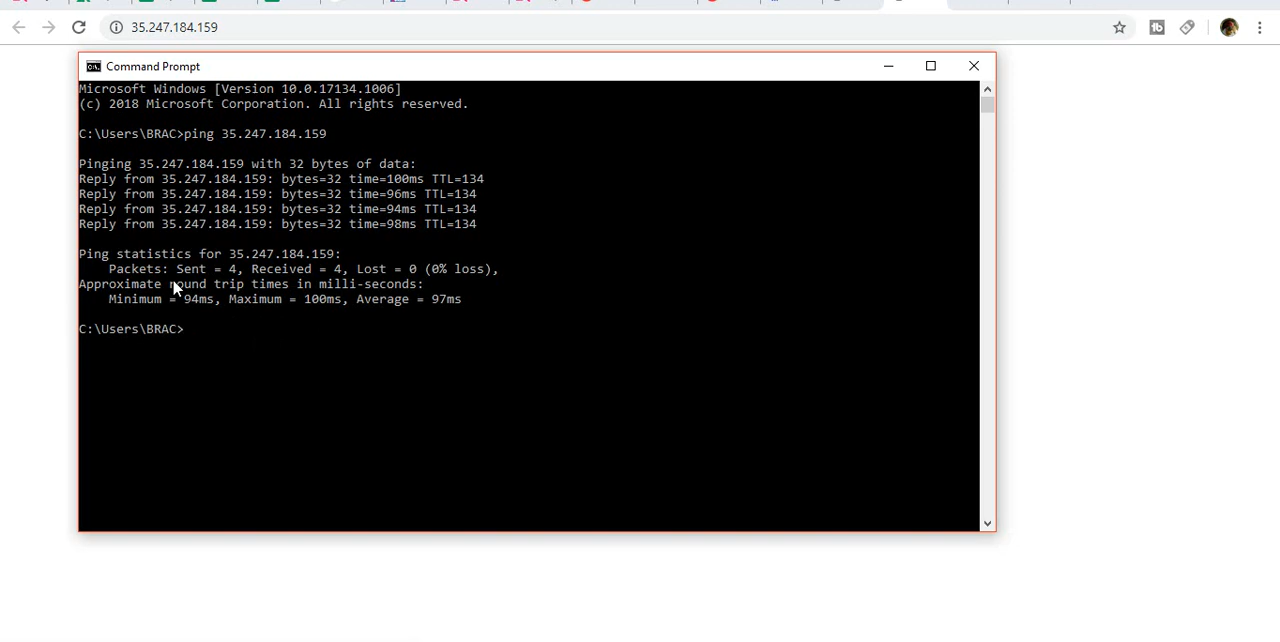 35.247.184.159
Command Prompt
Microsoft Windows [Version 10.0.17134.1006]
(c) 2018 Microsoft Corporation. All rights reserved.
C:\Users\BRAC>ping 35.247.184.159
Pinging 35.247.184.159 with 32 bytes of data:
Reply from 35.247.184.159: bytes=32 time=100ms TTL=134
Reply from 35.247.184.159: bytes=32 time=96ms TTL=134
Reply from 35.247.184.159: bytes=32 time=94ms TTL=134
Reply from 35.247.184.159: bytes=32 time=98ms TTL=134
Ping statistics for 35.247.184.159:
Packets: Sent = 4, Received = 4, Lost = 0 (0% loss),
Approximate round trip times in milli-seconds:
Minimum = 94ms, Maximum = 100ms, Average = 97ms
C:\Users\BRAC>